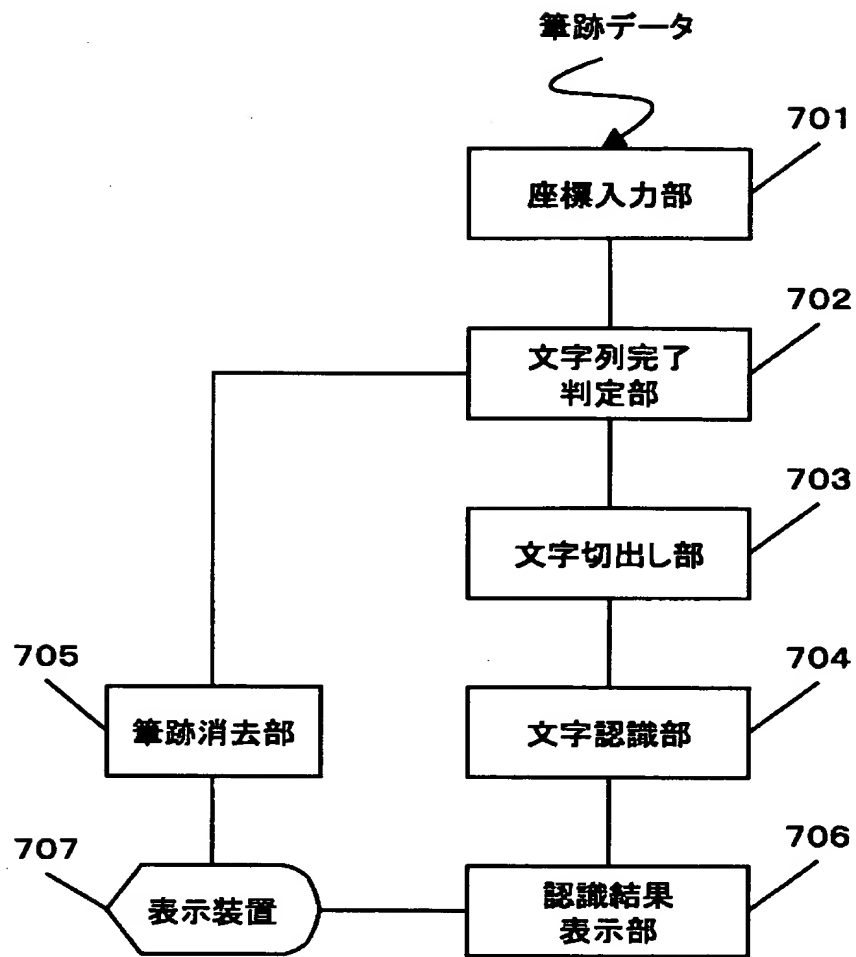 筆跡データ
701
座標入力部
702
文字列完了
判定部
703
文字切出し部
705
704
筆跡消去部
文字認識部
707
706
表示装置
認識結果
表示部